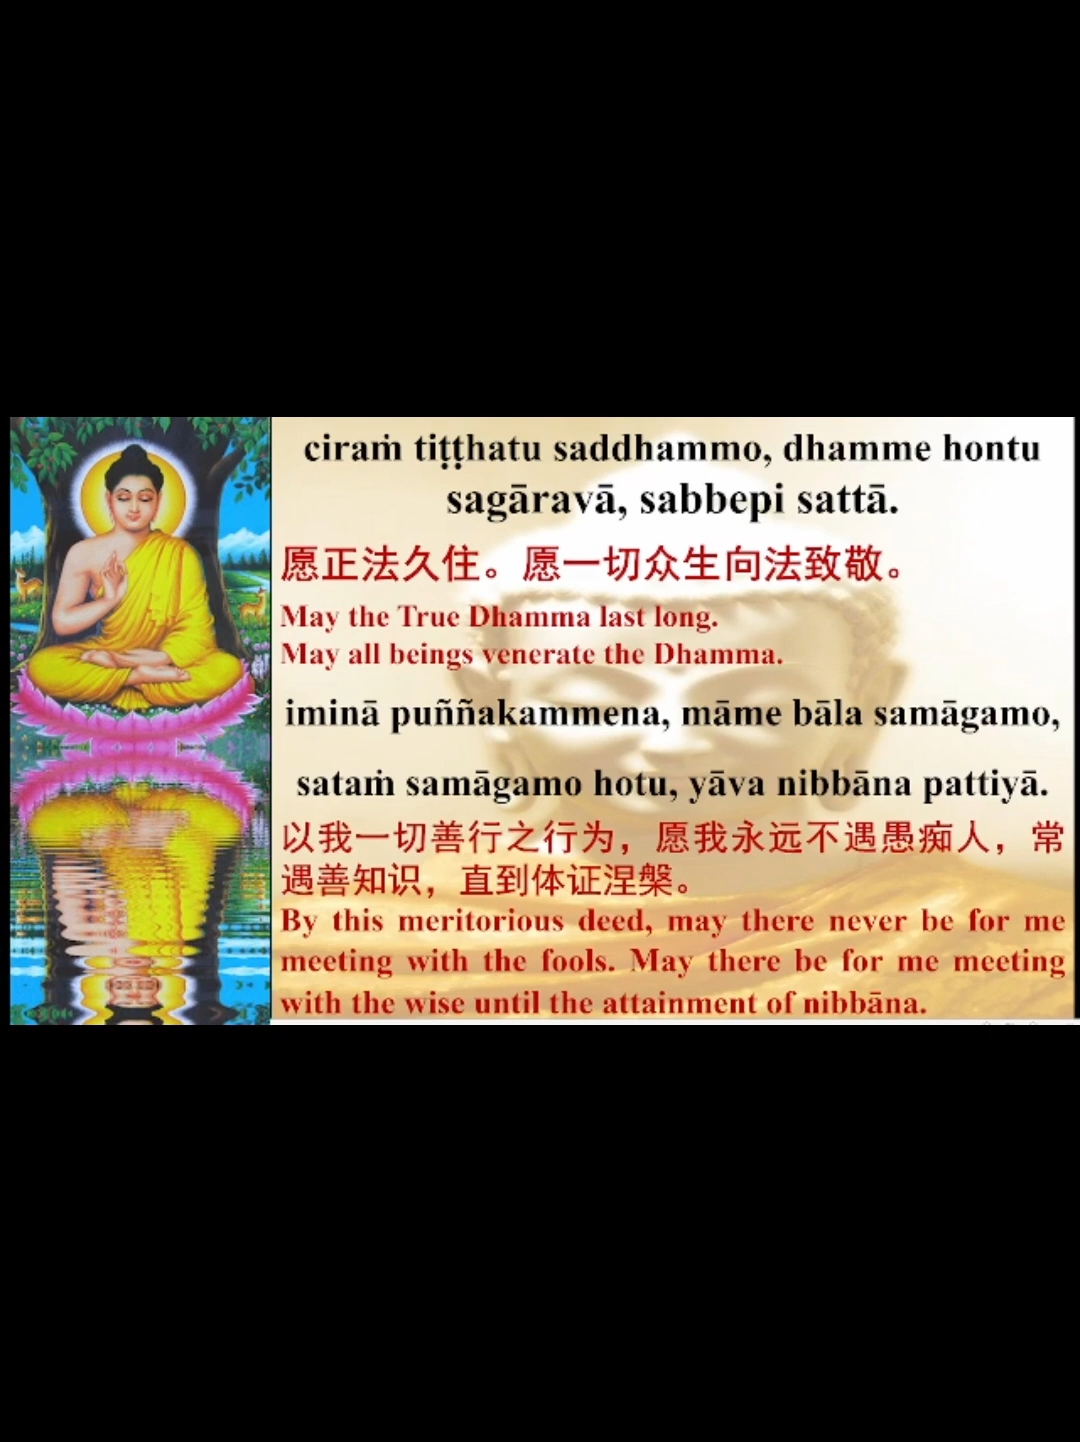 ciraṁ tiṭṭhatu saddhammo, dhamme hontu
sagāravā, sabbepi sattā.
愿正法久住。愿一切众生向法致敬。
May the True Dhamma last long.
May all beings venerate the Dhamma.
iminā puññakammena, māme bāla samāgamo,
sataṁ samāgamo hotu, yāva nibbāna pattiyā.
以我一切善行之行为，愿我永远不遇愚痴人，常
遇善知识，直到体证涅槃。
By this meritorious deed, may there never be for me
meeting with the fools. May there be for me meeting
with the wise until the attainment of nibbāna.